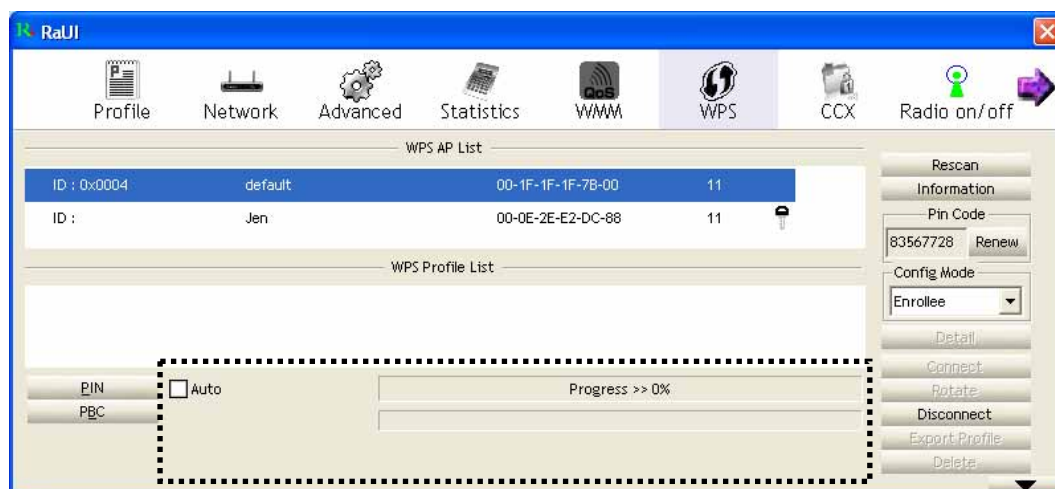 RaUI
Profile Network Advanced Statistics WMM WPS CCX Radio on/off
QoS
WPS AP List
ID : 0x0004 default 00-1F-1F-1F-7B-00 11
ID : Jen 00-0E-2E-E2-DC-88 11
WPS Profile List
Rescan
Information
Pin Code
83567728 Renew
Config Mode
Enrollee
Detail
Connect
Rotate
Disconnect
Export Profile
Delete
PIN
PBC
Auto
Progress >> 0%